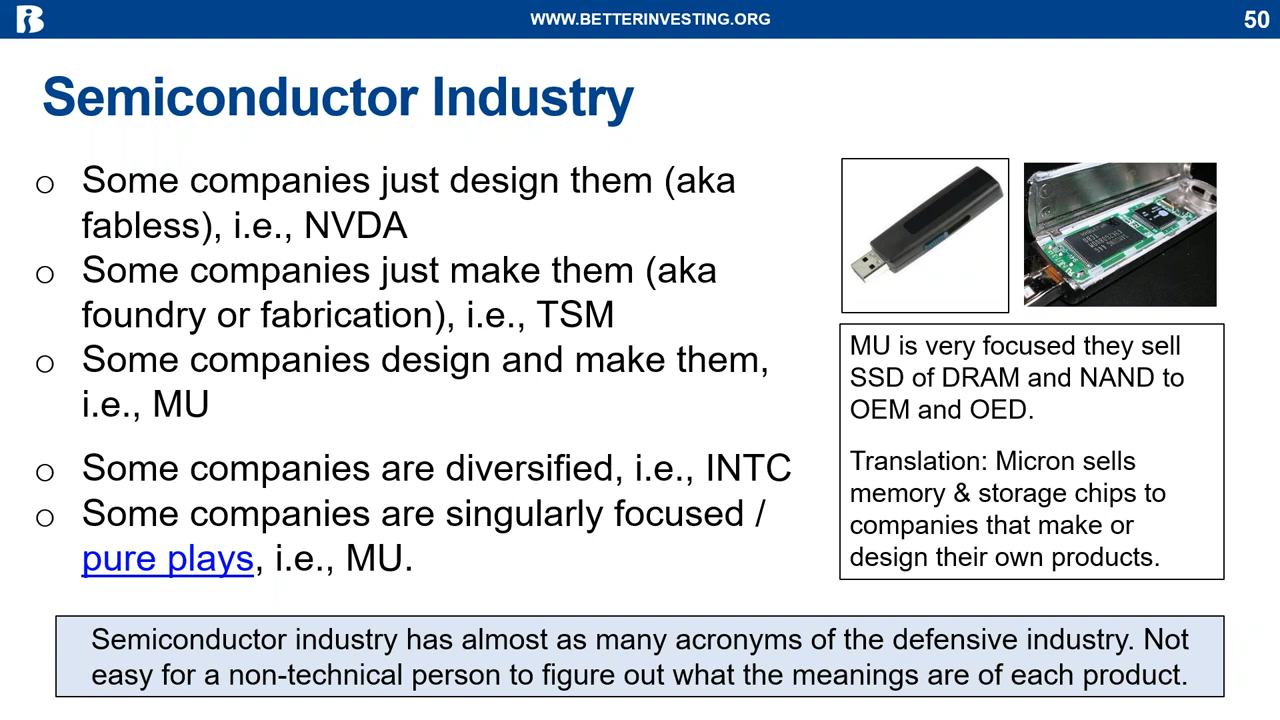 WWW.BETTERINVESTING.ORG
50
Semiconductor Industry
o Some companies just design them (aka
fabless), i.e., NVDA
o Some companies just make them (aka
foundry or fabrication), i.e., TSM
o Some companies design and make them,
i.e., MU
o Some companies are diversified, i.e., INTC
o Some companies are singularly focused /
pure plays, i.e., MU.
MU is very focused they sell
SSD of DRAM and NAND to
OEM and OED.
Translation: Micron sells
memory & storage chips to
companies that make or
design their own products.
Semiconductor industry has almost as many acronyms of the defensive industry. Not
easy for a non-technical person to figure out what the meanings are of each product.